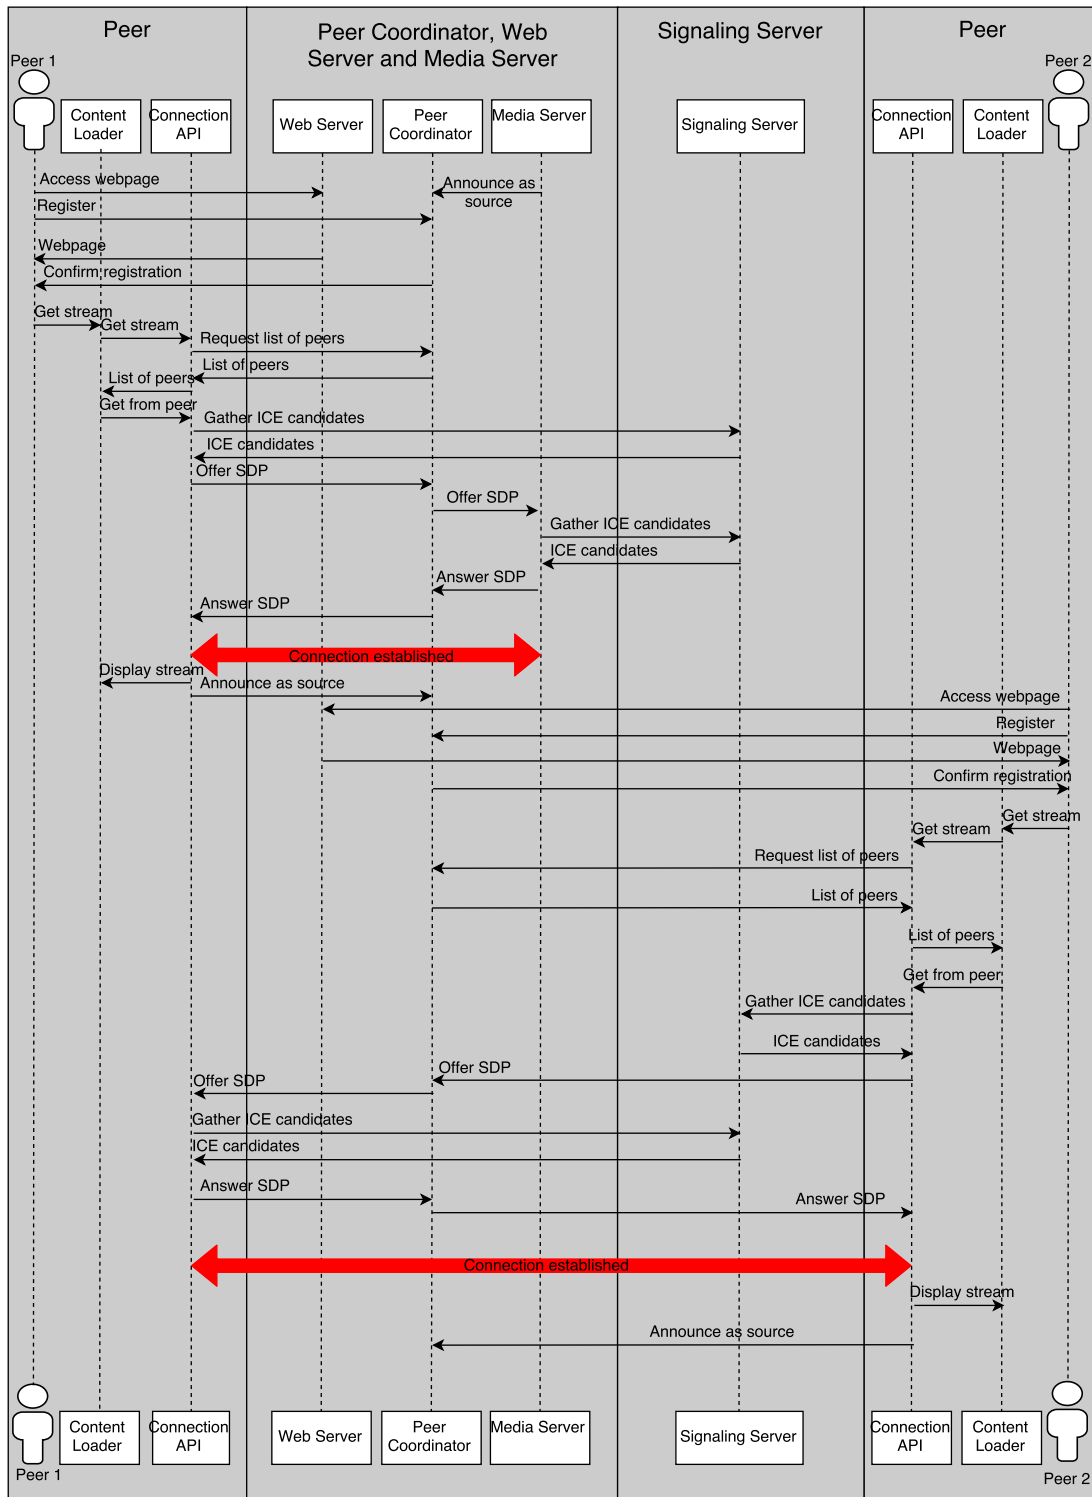 Peer
Peer Coordinator, Web
Server and Media Server
Signaling Server
Peer
Peer 1
Peer 2
Content
Loader
Connection
API
Web Server
Peer
Coordinator
Media Server
Signaling Server
Connection
API
Content
Loader
Access webpage
Announce as
source
Register
Webpage
Confirm registration
Get stream
Get stream
Request list of peers
List of peers
List of peers
Get from peer
Gather ICE candidates
ICE candidates
Offer SDP
Offer SDP
Gather ICE candidates
ICE candidates
Answer SDP
Answer SDP
Connection established
Display stream
Announce as source
Access webpage
Register
Webpage
Confirm registration
Get stream
Get stream
Request list of peers
List of peers
List of peers
Get from peer
Gather ICE candidates
ICE candidates
Offer SDP
Offer SDP
Gather ICE candidates
ICE candidates
Answer SDP
Answer SDP
Connection established
Display stream
Announce as source
Content
Loader
Connection
API
Web Server
Peer
Coordinator
Media Server
Signaling Server
Connection
API
Content
Loader
Peer 1
Peer 2